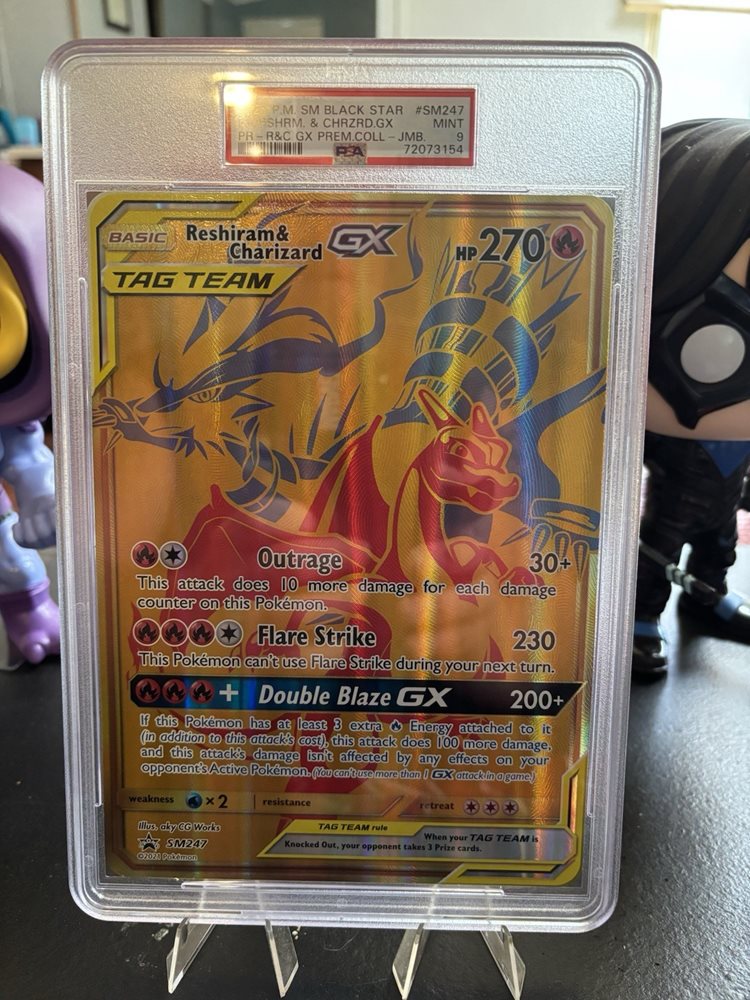 P.M. SM BLACK STAR #SM247
SHRM. & CHRZRD.GX MINT
PR-R&C GX PREM.COLL-JMB. 9
PSA 72073154
BASIC Reshiram& Charizard GX HP 270
TAG TEAM
Outrage 30+
This attack does 10 more damage for each damage
counter on this Pokémon.
Flare Strike 230
This Pokémon can't use Flare Strike during your next turn.
+ Double Blaze GX 200+
If this Pokémon has at least 3 extra Energy attached to it
(in addition to this attack's cost), this attack does 100 more damage,
and this attack's damage isn't affected by any effects on your
opponent's Active Pokémon. (You can't use more than 1 GX attack in a game.)
weakness ×2 resistance retreat
TAG TEAM rule
When your TAG TEAM is
Knocked Out, your opponent takes 3 Prize cards.
Illus. aky CG Works
SM247
©2021 Pokémon